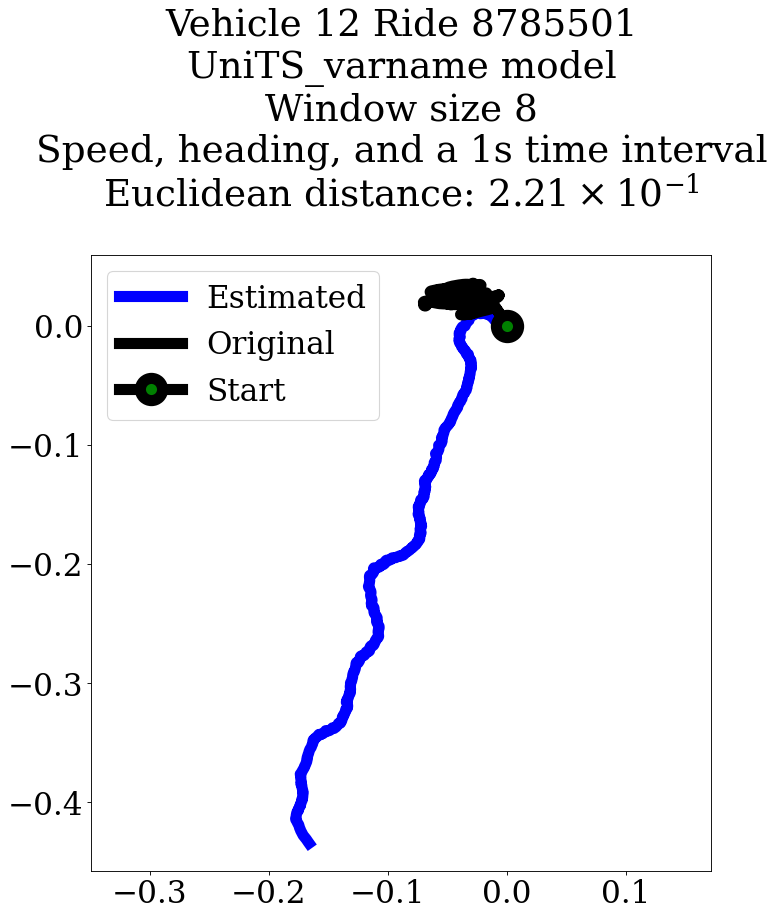 Vehicle 12 Ride 8785501
UniTS_varname model
Window size 8
Speed, heading, and a 1s time interval
Euclidean distance: 2.21 × 10⁻¹
Estimated
Original
Start
0.0
−0.1
−0.2
−0.3
−0.4
−0.3 −0.2 −0.1 0.0 0.1